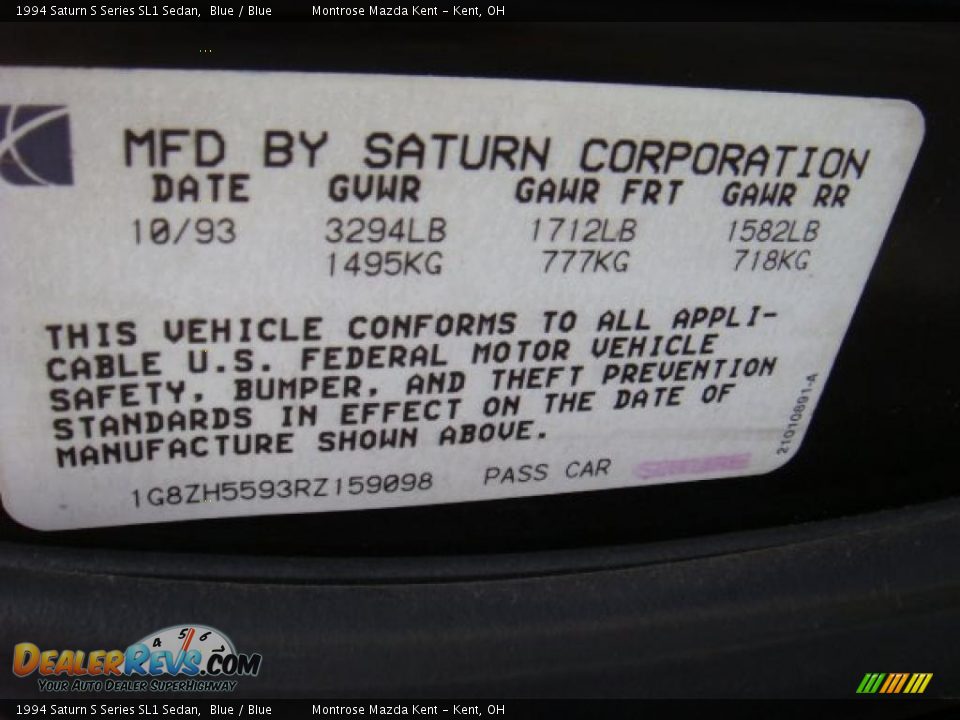 1994 Saturn S Series SL1 Sedan, Blue / Blue Montrose Mazda Kent - Kent, OH
MFD BY SATURN CORPORATION
DATE GVWR GAWR FRT GAWR RR
10/93 3294LB 1712LB 1582LB
1495KG 777KG 718KG
THIS VEHICLE CONFORMS TO ALL APPLI-
CABLE U.S. FEDERAL MOTOR VEHICLE
SAFETY, BUMPER, AND THEFT PREVENTION
STANDARDS IN EFFECT ON THE DATE OF
MANUFACTURE SHOWN ABOVE.
21010891-A
1G8ZH5593RZ159098 PASS CAR
4 5 6
DEALERREVS.COM
YOUR AUTO DEALER SUPERHIGHWAY
1994 Saturn S Series SL1 Sedan, Blue / Blue Montrose Mazda Kent - Kent, OH